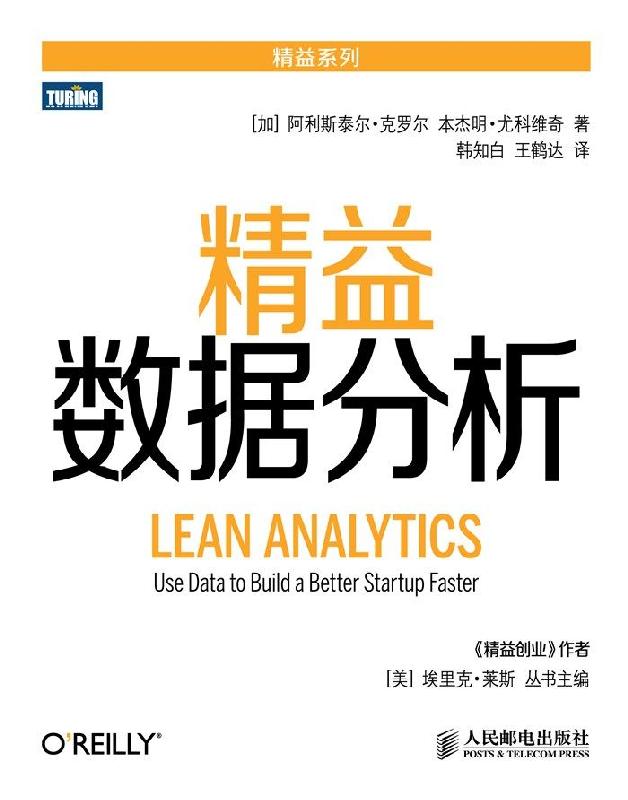 精益系列
TURING
[加] 阿利斯泰尔·克罗尔 本杰明·尤科维奇 著
韩知白 王鹤达 译
精益
数据分析
LEAN ANALYTICS
Use Data to Build a Better Startup Faster
《精益创业》作者
[美] 埃里克·莱斯 丛书主编
O'REILLY®
人民邮电出版社
POSTS & TELECOM PRESS